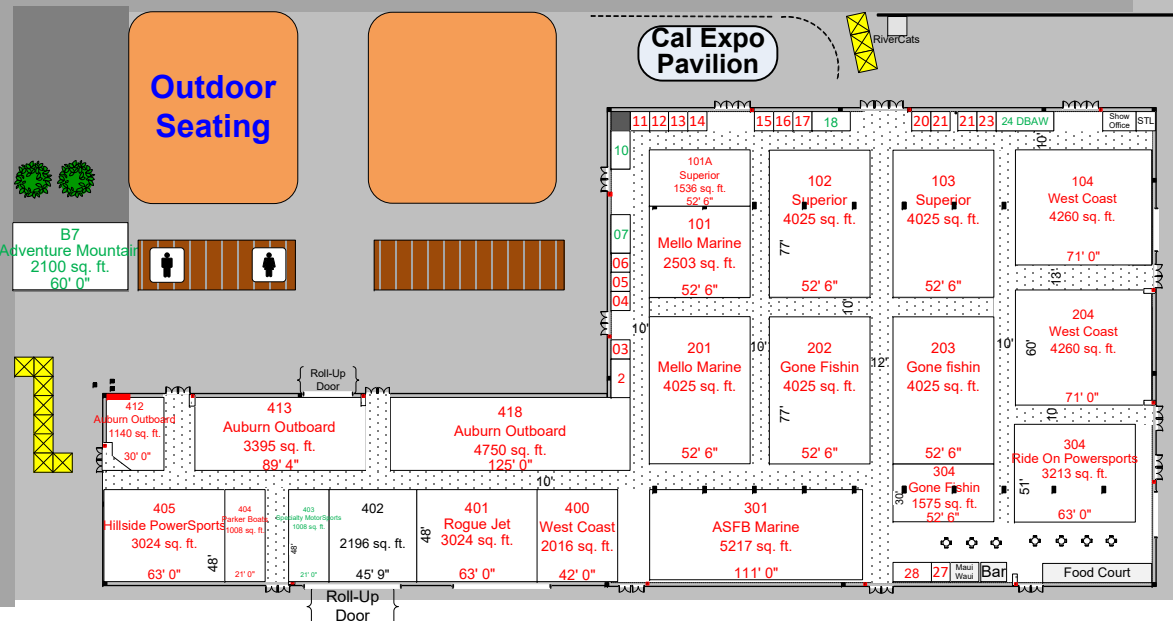 Outdoor
Seating
Cal Expo
Pavilion
RiverCats
11 12 13 14
15 16 17
18
20 21
21 23
24 DBAW
Show
Office
STL
10
10'
101A
Superior
1536 sq. ft.
52' 6"
102
Superior
4025 sq. ft.
77'
52' 6"
103
Superior
4025 sq. ft.
52' 6"
104
West Coast
4260 sq. ft.
71' 0"
07
06
05
04
101
Mello Marine
2503 sq. ft.
52' 6"
B7
Adventure Mountain
2100 sq. ft.
60' 0"
13'
10'
10'
03
2
201
Mello Marine
4025 sq. ft.
52' 6"
10'
202
Gone Fishin
4025 sq. ft.
77'
52' 6"
12'
203
Gone fishin
4025 sq. ft.
52' 6"
10'
204
West Coast
4260 sq. ft.
60'
71' 0"
10
Roll-Up
Door
412
Auburn Outboard
1140 sq. ft.
30' 0"
413
Auburn Outboard
3395 sq. ft.
89' 4"
418
Auburn Outboard
4750 sq. ft.
125' 0"
10'
304
Gone Fishin
1575 sq. ft.
30'
52' 6"
304
Ride On Powersports
3213 sq. ft.
51'
63' 0"
405
Hillside PowerSports
3024 sq. ft.
48'
63' 0"
404
Parker Boats
1008 sq. ft.
21' 0"
403
Specialty MotorSports
1008 sq. ft.
48'
21' 0"
402
2196 sq. ft.
45' 9"
48'
401
Rogue Jet
3024 sq. ft.
63' 0"
400
West Coast
2016 sq. ft.
42' 0"
301
ASFB Marine
5217 sq. ft.
111' 0"
28 27
Maui
Waui
Bar
Food Court
Roll-Up
Door